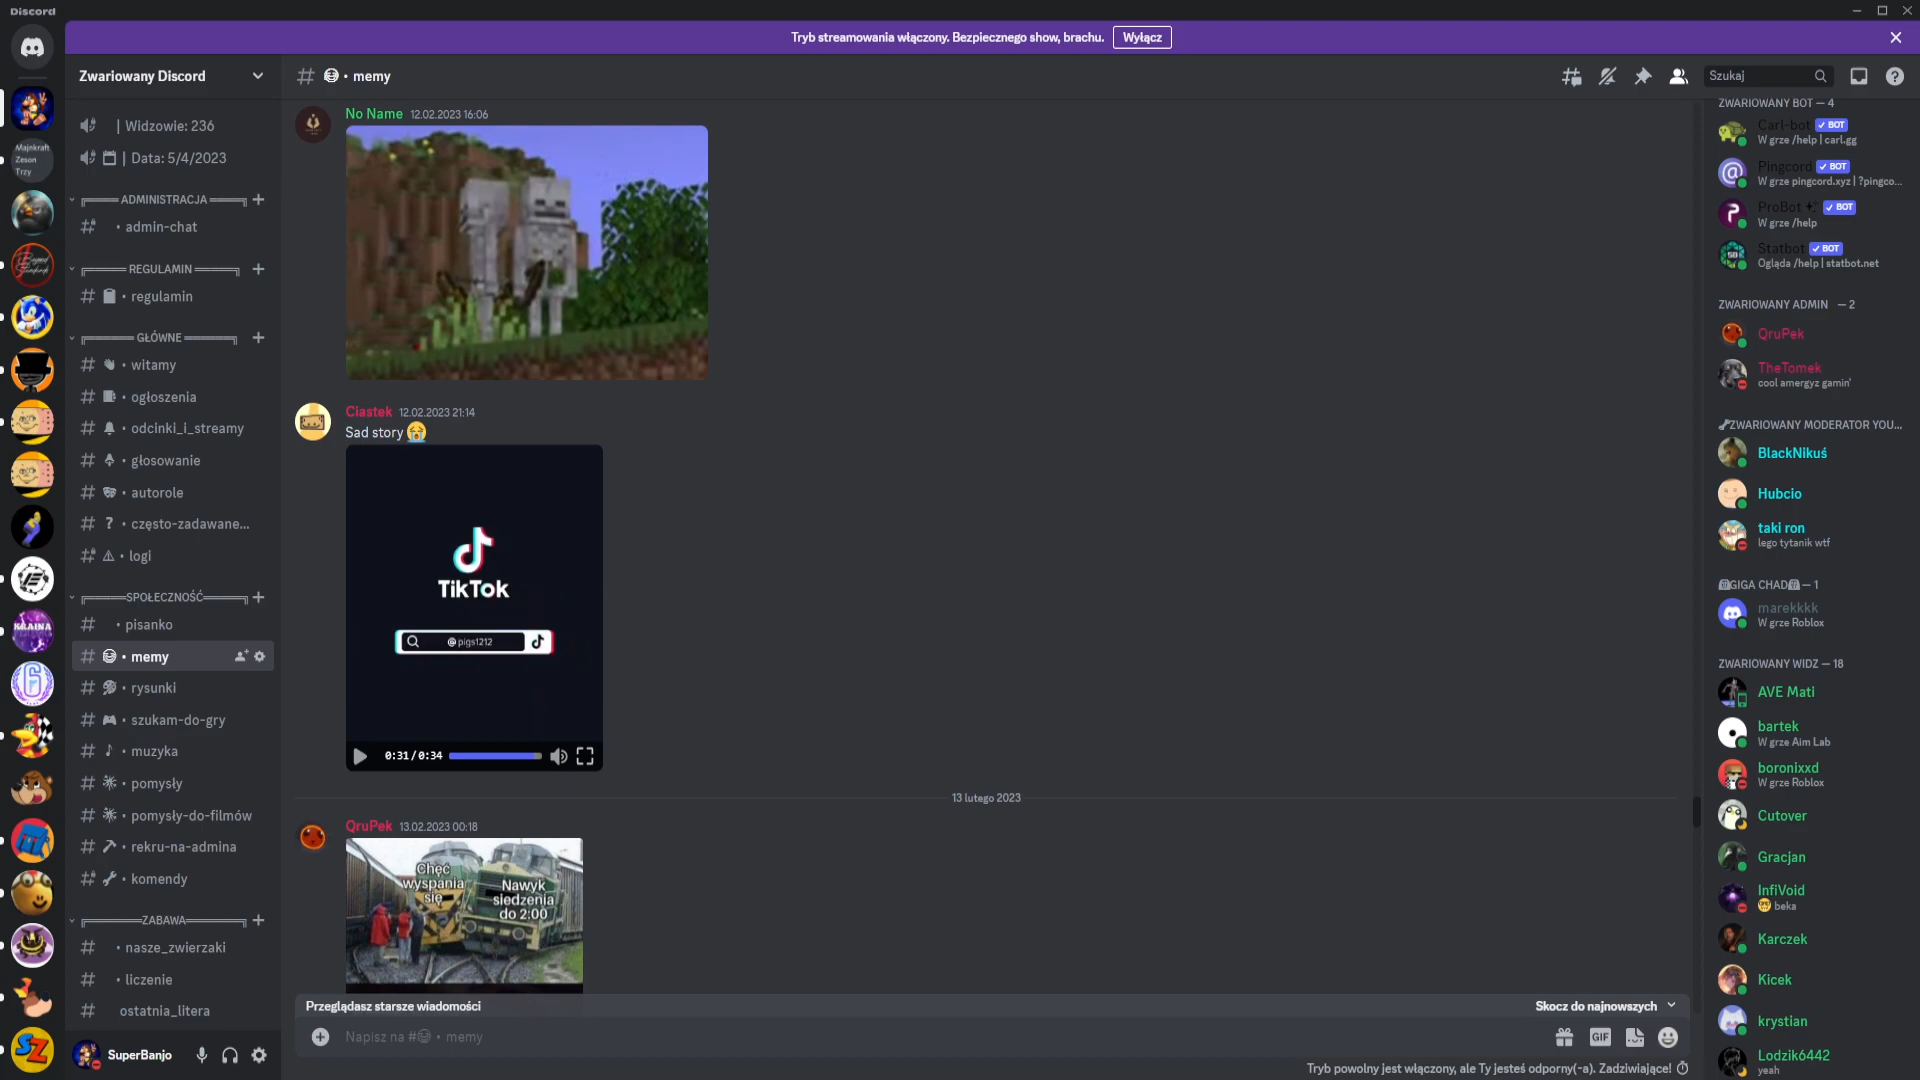 Discord
Tryb streamowania włączony. Bezpiecznego show, brachu.
Wyłącz
Majnkraft
Zeson
Trzy
Zwariowany Discord
| Widzowie: 236
| Data: 5/4/2023
ADMINISTRACJA
• admin-chat
REGULAMIN
• regulamin
GŁÓWNE
• witamy
• ogłoszenia
• odcinki_i_streamy
• głosowanie
• autorole
• często-zadawane...
• logi
SPOŁECZNOŚĆ
• pisanko
• memy
• rysunki
• szukam-do-gry
• muzyka
• pomysły
• pomysły-do-filmów
• rekru-na-admina
• komendy
ZABAWA
• nasze_zwierzaki
• liczenie
ostatnia_litera
SuperBanjo
• memy
Szukaj
No Name 12.02.2023 16:06
Ciastek 12.02.2023 21:14
Sad story
TikTok
@pigs1212
0:31/0:34
13 lutego 2023
QruPek 13.02.2023 00:18
Chęć
wyspania
się
Nawyk
siedzenia
do 2:00
Przeglądasz starsze wiadomości
Skocz do najnowszych
Napisz na #😂 • memy
GIF
Tryb powolny jest włączony, ale Ty jesteś odporny(-a). Zadziwiające!
ZWARIOWANY BOT — 4
Carl-bot ✓ BOT
W grze /help | carl.gg
Pingcord ✓ BOT
W grze pingcord.xyz | ?pingco...
ProBot ✨ ✓ BOT
W grze /help
Statbot ✓ BOT
Ogląda /help | statbot.net
ZWARIOWANY ADMIN — 2
QruPek
TheTomek
cool amergyz gamin'
ZWARIOWANY MODERATOR YOU...
BlackNikuś
Hubcio
taki ron
lego tytanik wtf
GIGA CHAD — 1
marekkkk
W grze Roblox
ZWARIOWANY WIDZ — 18
AVE Mati
bartek
W grze Aim Lab
boronixxd
W grze Roblox
Cutover
Gracjan
InfiVoid
beka
Karczek
Kicek
krystian
Lodzik6442
yeah